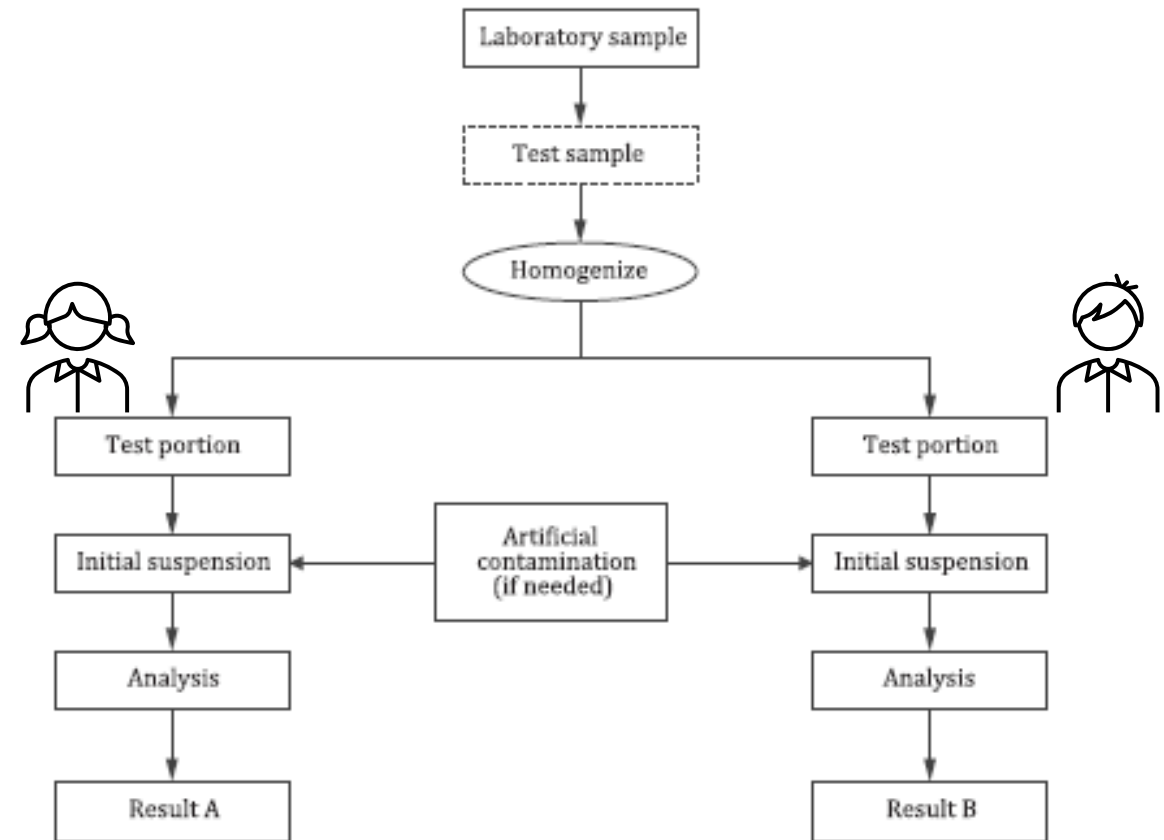 Laboratory sample
Test sample
Homogenize
Test portion
Test portion
Initial suspension
Artificial
contamination
(if needed)
Initial suspension
Analysis
Analysis
Result A
Result B